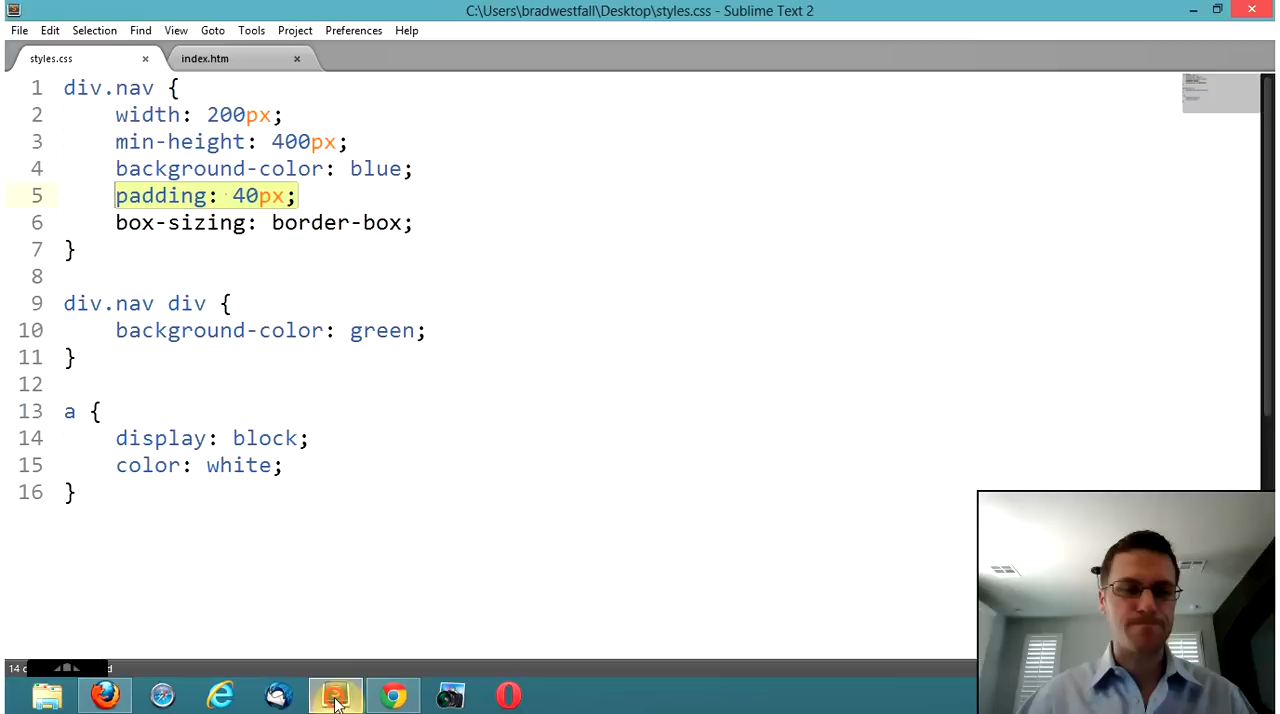 C:\Users\bradwestfall\Desktop\styles.css - Sublime Text 2
File Edit Selection Find View Goto Tools Project Preferences Help
styles.css × index.htm ×
1 div.nav {
2 width: 200px;
3 min-height: 400px;
4 background-color: blue;
5 padding: 40px;
6 box-sizing: border-box;
7 }
8
9 div.nav div {
10 background-color: green;
11 }
12
13 a {
14 display: block;
15 color: white;
16 }
14 c